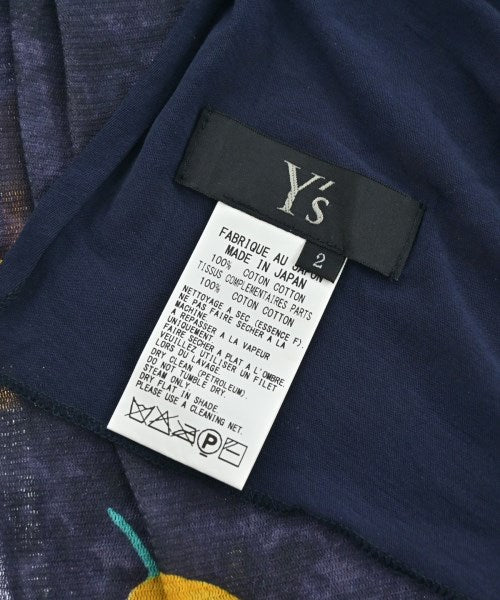 Y's
2
FABRIQUE AU JAPON
MADE IN JAPAN
100% COTON COTTON
TISSUS COMPLEMENTAIRES PARTS
100% COTON COTTON
NETTOYAGE A SEC (ESSENCE F).
NE PAS FAIRE SECHER A LA
MACHINE
A REPASSER A LA VAPEUR
UNIQUEMENT.
FAIRE SECHER A PLAT A L'OMBRE.
VEUILLEZ UTILISER UN FILET
LORS DU LAVAGE.
DRY CLEAN (PETROLEUM).
DO NOT TUMBLE DRY.
STEAM ONLY.
DRY FLAT IN SHADE
PLEASE USE A CLEANING NET.
P